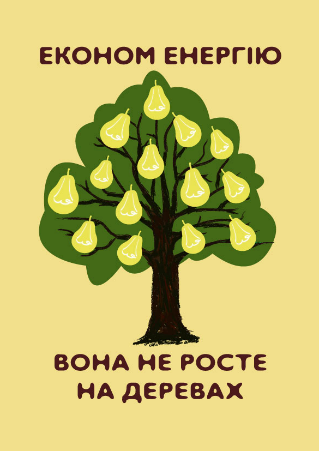 ЕКОНОМ ЕНЕРГІЮ
ВОНА НЕ РОСТЕ
НА ДЕРЕВАХ